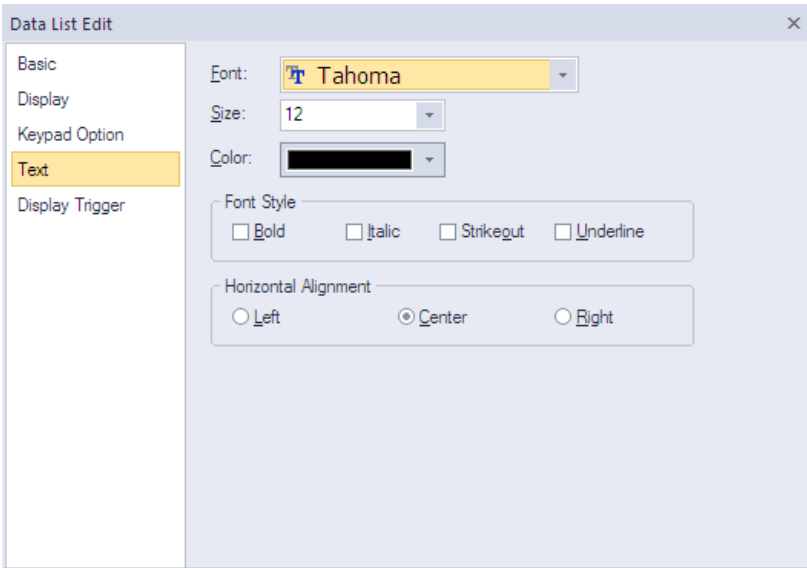 Data List Edit
Basic
Display
Keypad Option
Text
Display Trigger
Font: Tahoma
Size: 12
Color:
Font Style
Bold Italic Strikeout Underline
Horizontal Alignment
Left Center Right